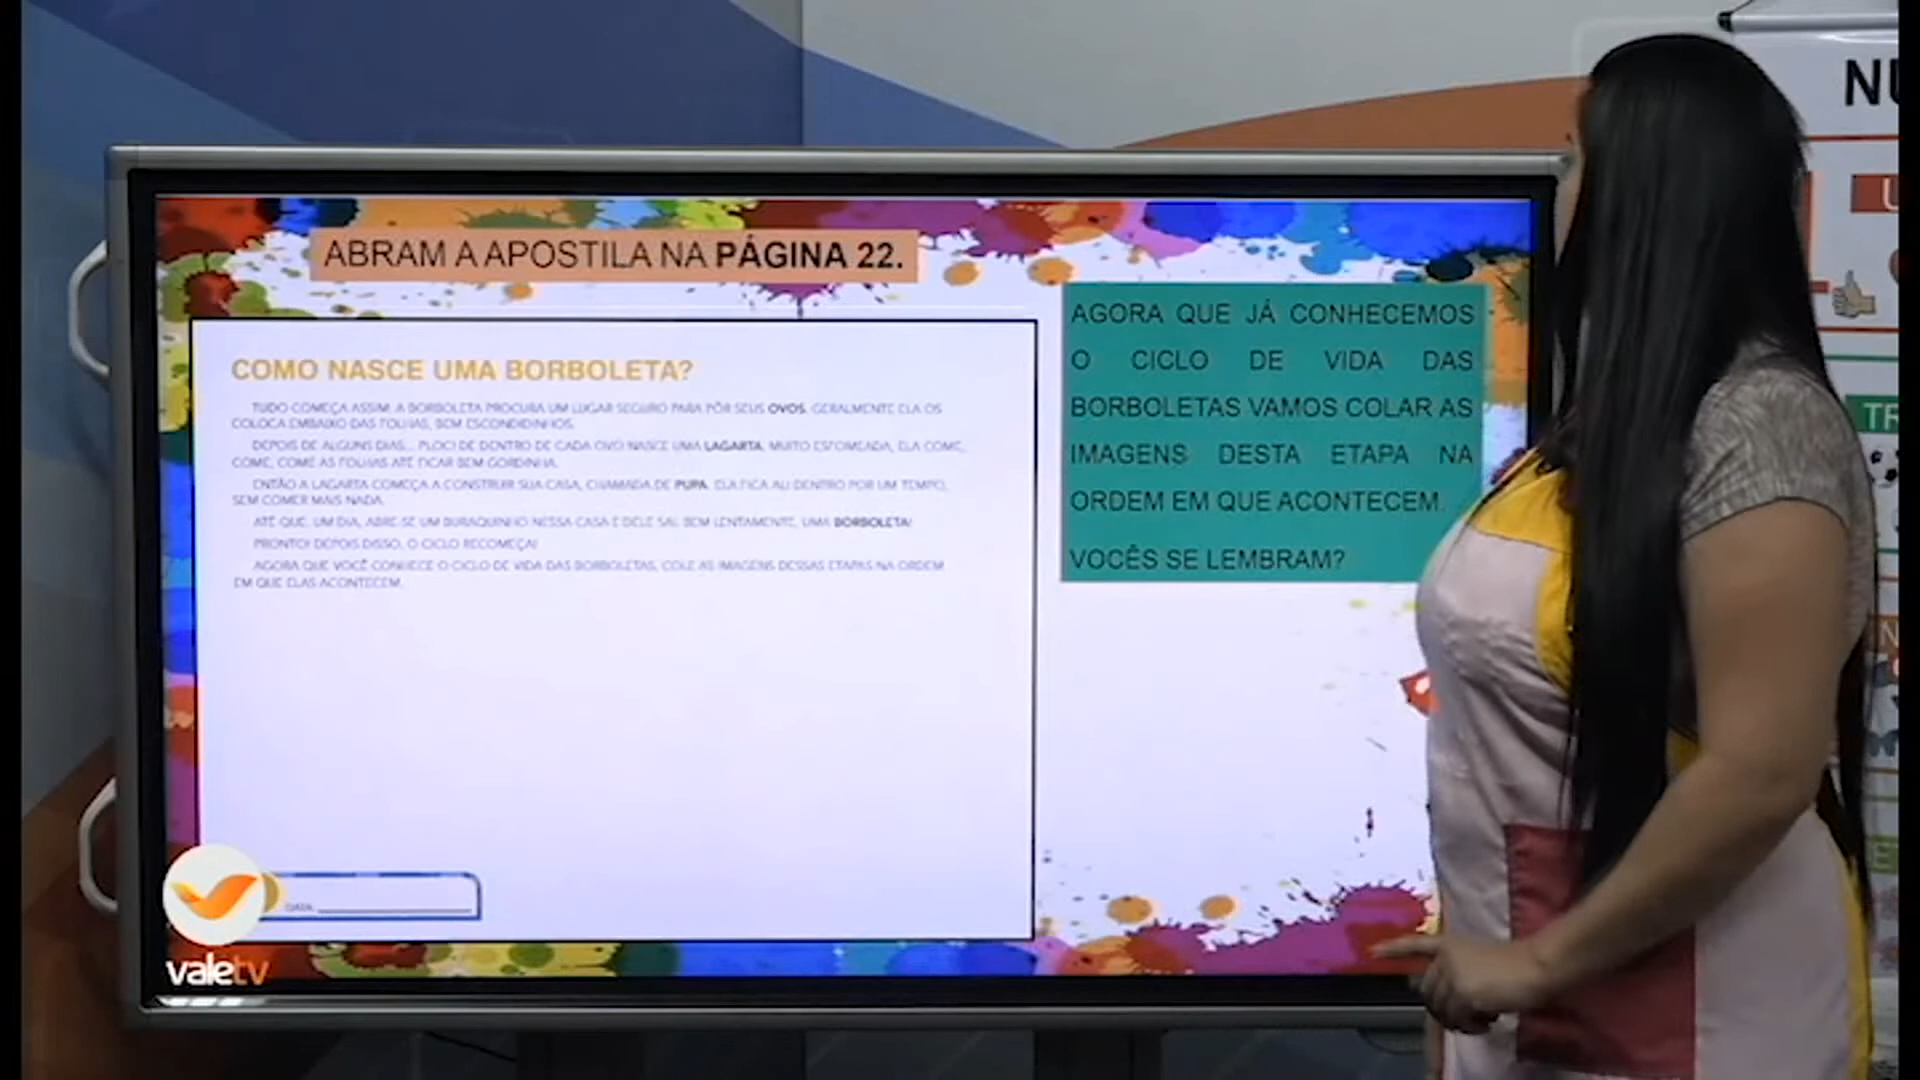 ABRAM A APOSTILA NA PÁGINA 22.
COMO NASCE UMA BORBOLETA?
TUDO COMEÇA ASSIM: A BORBOLETA PROCURA UM LUGAR SEGURO PARA PÔR SEUS OVOS. GERALMENTE ELA OS
COLOCA EMBAIXO DAS FOLHAS, BEM ESCONDIDINHOS.
DEPOIS DE ALGUNS DIAS... PLOC! DE DENTRO DE CADA OVO NASCE UMA LAGARTA. MUITO ESFOMEADA, ELA COME,
COME, COME AS FOLHAS ATÉ FICAR BEM GORDINHA.
ENTÃO A LAGARTA COMEÇA A CONSTRUIR SUA CASA, CHAMADA DE PUPA. ELA FICA ALI DENTRO POR UM TEMPO,
SEM COMER MAIS NADA.
ATÉ QUE, UM DIA, ABRE-SE UM BURAQUINHO NESSA CASA E DELE SAI, BEM LENTAMENTE, UMA BORBOLETA!
PRONTO! DEPOIS DISSO, O CICLO RECOMEÇA!
AGORA QUE VOCÊ CONHECE O CICLO DE VIDA DAS BORBOLETAS, COLE AS IMAGENS DESSAS ETAPAS NA ORDEM
EM QUE ELAS ACONTECEM.
DATA:
AGORA QUE JÁ CONHECEMOS
O CICLO DE VIDA DAS
BORBOLETAS VAMOS COLAR AS
IMAGENS DESTA ETAPA NA
ORDEM EM QUE ACONTECEM.
VOCÊS SE LEMBRAM?
valetv
NU
U
TR
N
E